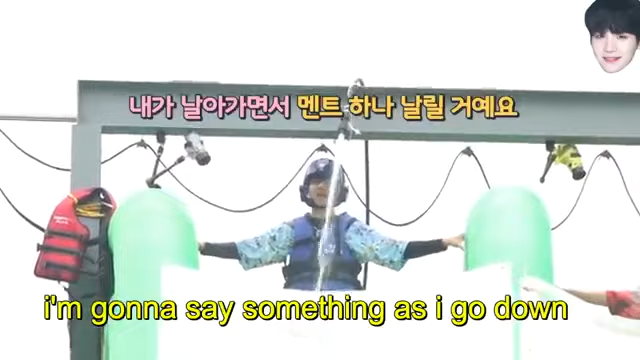 내가 날아가면서 멘트 하나 날릴 거예요
i'm gonna say something as i go down